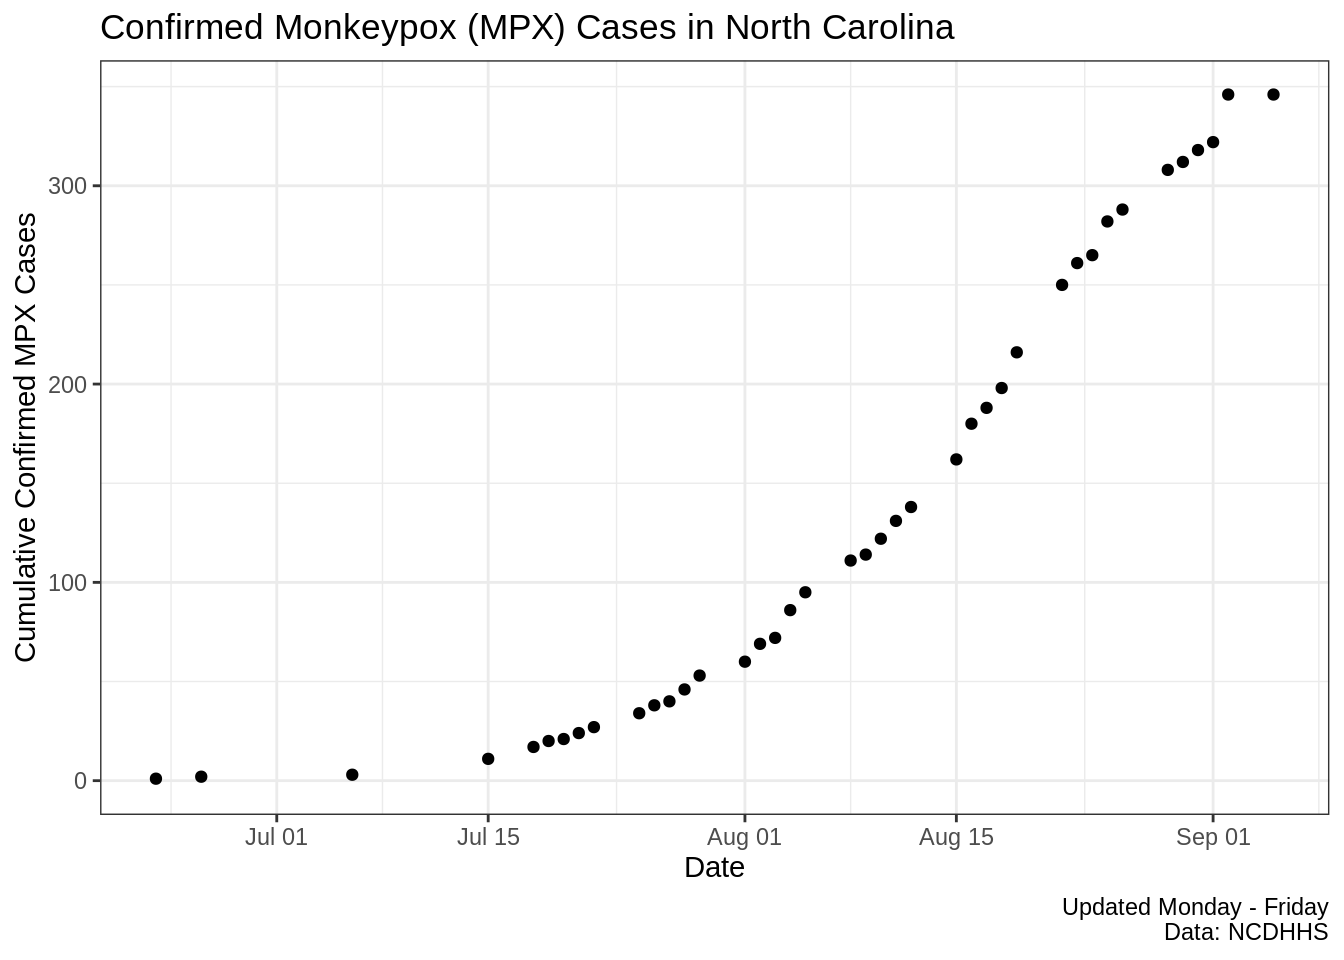 Confirmed Monkeypox (MPX) Cases in North Carolina
Cumulative Confirmed MPX Cases
300
200
100
0
Jul 01
Jul 15
Aug 01
Aug 15
Sep 01
Date
Updated Monday - Friday
Data: NCDHHS